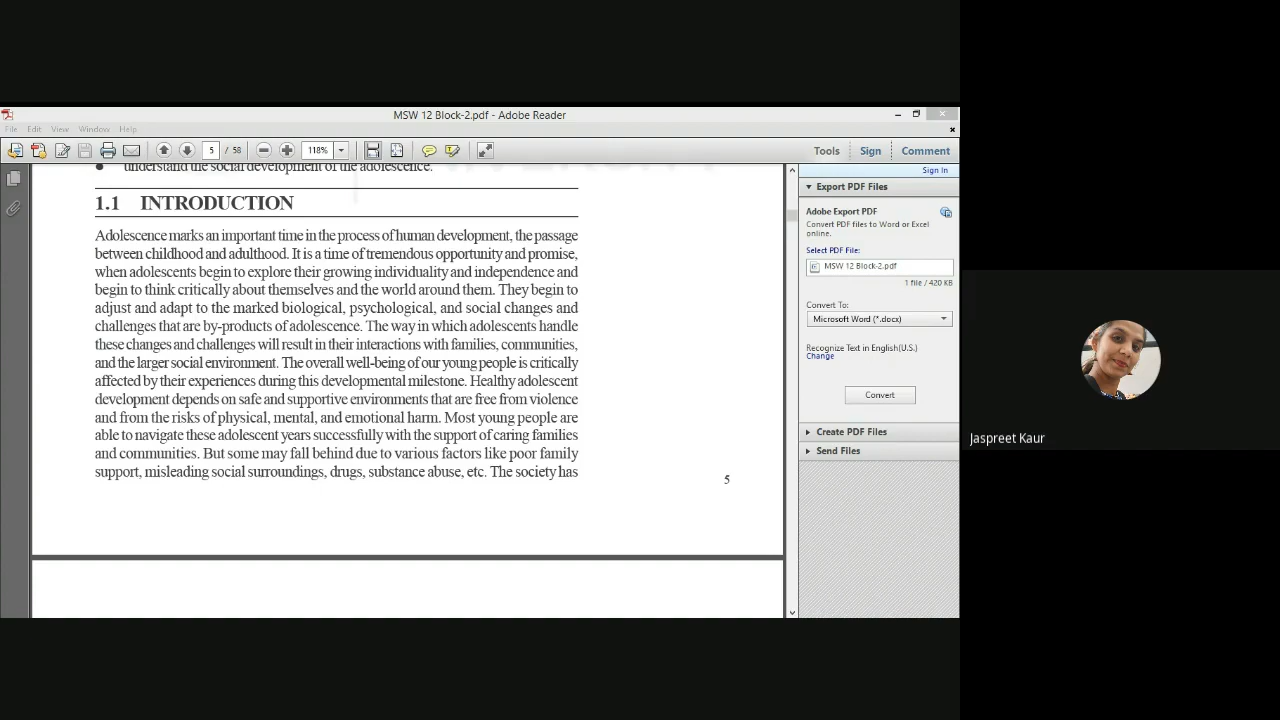 MSW 12 Block-2.pdf - Adobe Reader
File Edit View Window Help
5 / 58 118% Tools Sign Comment
understand the social development of the adolescence.
1.1 INTRODUCTION
Adolescence marks an important time in the process of human development, the passage
between childhood and adulthood. It is a time of tremendous opportunity and promise,
when adolescents begin to explore their growing individuality and independence and
begin to think critically about themselves and the world around them. They begin to
adjust and adapt to the marked biological, psychological, and social changes and
challenges that are by-products of adolescence. The way in which adolescents handle
these changes and challenges will result in their interactions with families, communities,
and the larger social environment. The overall well-being of our young people is critically
affected by their experiences during this developmental milestone. Healthy adolescent
development depends on safe and supportive environments that are free from violence
and from the risks of physical, mental, and emotional harm. Most young people are
able to navigate these adolescent years successfully with the support of caring families
and communities. But some may fall behind due to various factors like poor family
support, misleading social surroundings, drugs, substance abuse, etc. The society has
5
Sign In
Export PDF Files
Adobe Export PDF
Convert PDF files to Word or Excel
online.
Select PDF File:
MSW 12 Block-2.pdf
1 file / 420 KB
Convert To:
Microsoft Word (*.docx)
Recognize Text in English(U.S.)
Change
Convert
Create PDF Files
Send Files
Jaspreet Kaur